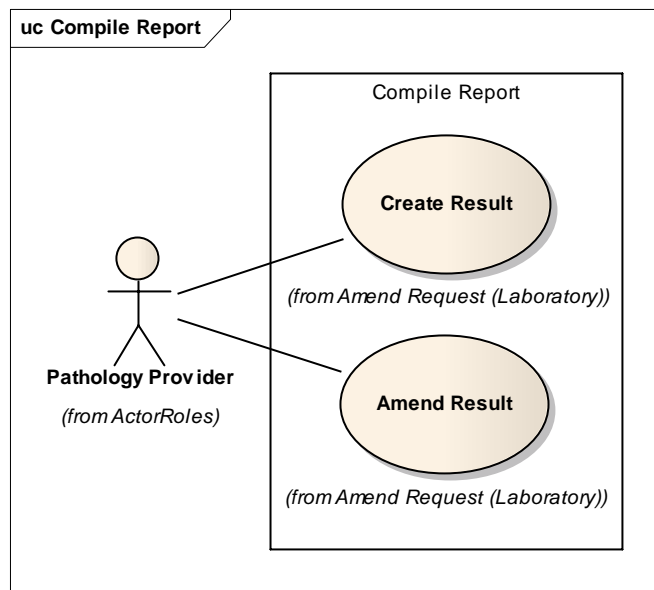 uc Compile Report
Compile Report
Create Result
(from Amend Request (Laboratory))
Pathology Provider
(from ActorRoles)
Amend Result
(from Amend Request (Laboratory))